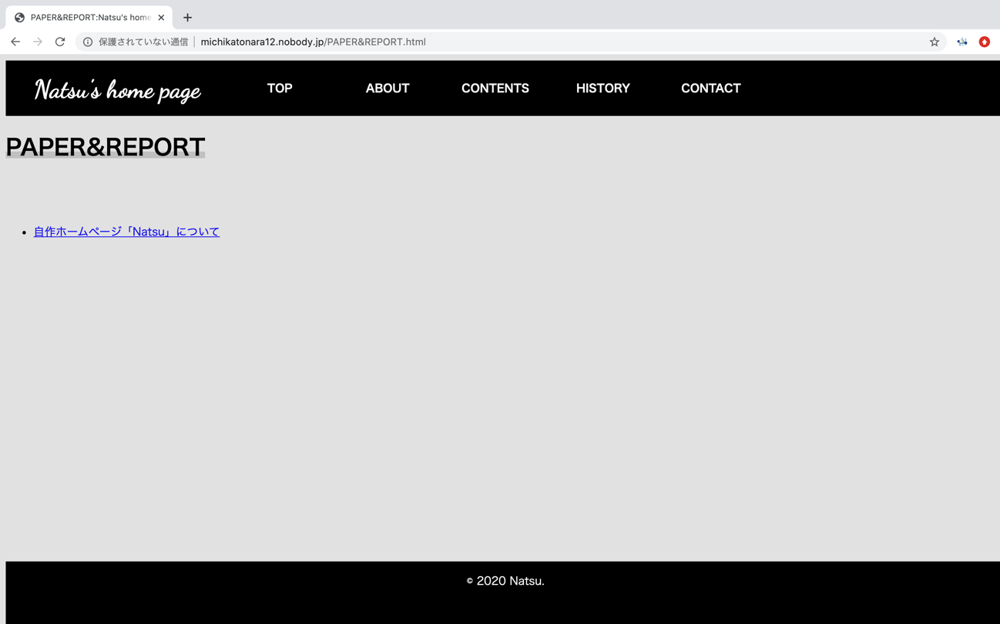 PAPER&REPORT:Natsu's home
保護されていない通信 michikatonara12.nobody.jp/PAPER&REPORT.html
Natsu's home page TOP ABOUT CONTENTS HISTORY CONTACT
PAPER&REPORT
自作ホームページ「Natsu」について
© 2020 Natsu.